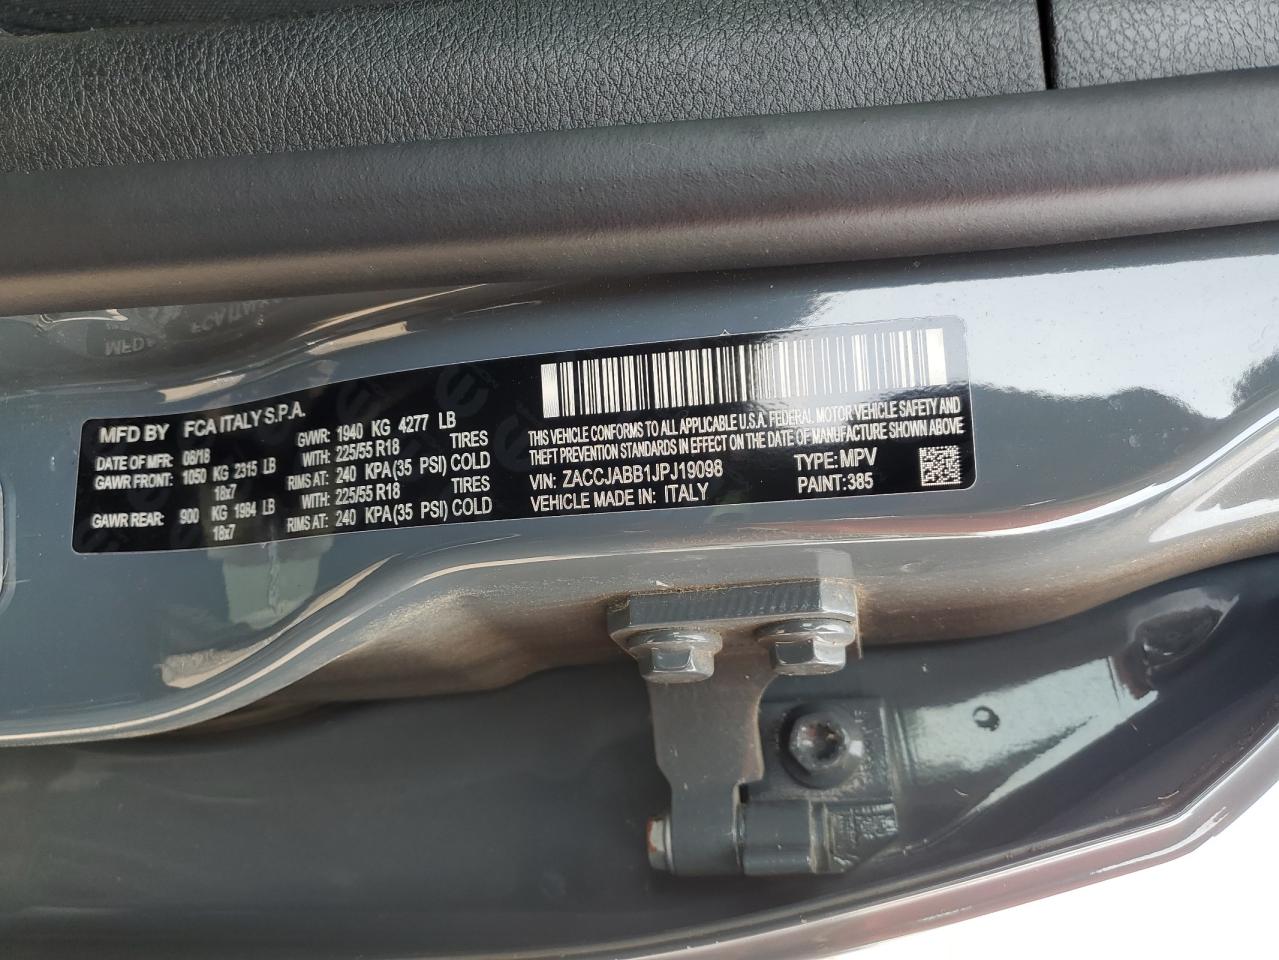 MFD BY FCA ITALY S.P.A.
DATE OF MFR: 08/18 GVWR: 1940 KG 4277 LB
GAWR FRONT: 1050 KG 2315 LB WITH: 225/55 R18 TIRES
18x7 RIMS AT: 240 KPA (35 PSI) COLD
GAWR REAR: 900 KG 1984 LB WITH: 225/55 R18 TIRES
18x7 RIMS AT: 240 KPA (35 PSI) COLD
THIS VEHICLE CONFORMS TO ALL APPLICABLE U.S.A. FEDERAL MOTOR VEHICLE SAFETY AND
THEFT PREVENTION STANDARDS IN EFFECT ON THE DATE OF MANUFACTURE SHOWN ABOVE
VIN: ZACCJABB1JPJ19098 TYPE: MPV
VEHICLE MADE IN: ITALY PAINT: 385